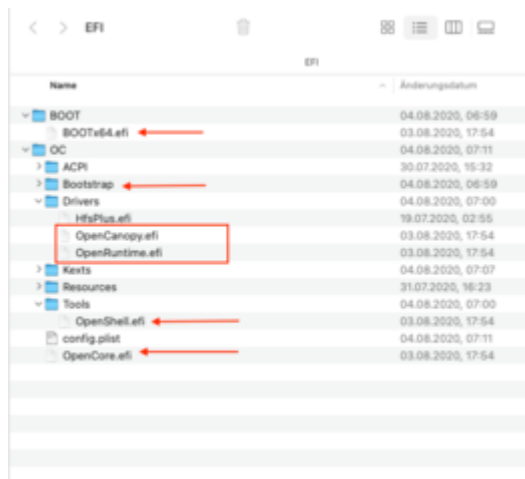 EFI
EFI
Name Änderungsdatum
BOOT 04.08.2020, 06:59
BOOTx64.efi 03.08.2020, 17:54
OC 04.08.2020, 07:11
ACPI 30.07.2020, 15:32
Bootstrap 04.08.2020, 06:59
Drivers 04.08.2020, 07:00
HfsPlus.efi 19.07.2020, 02:55
OpenCanopy.efi 03.08.2020, 17:54
OpenRuntime.efi 03.08.2020, 17:54
Kexts 04.08.2020, 07:07
Resources 31.07.2020, 16:23
Tools 04.08.2020, 07:00
OpenShell.efi 03.08.2020, 17:54
config.plist 04.08.2020, 07:11
OpenCore.efi 03.08.2020, 17:54